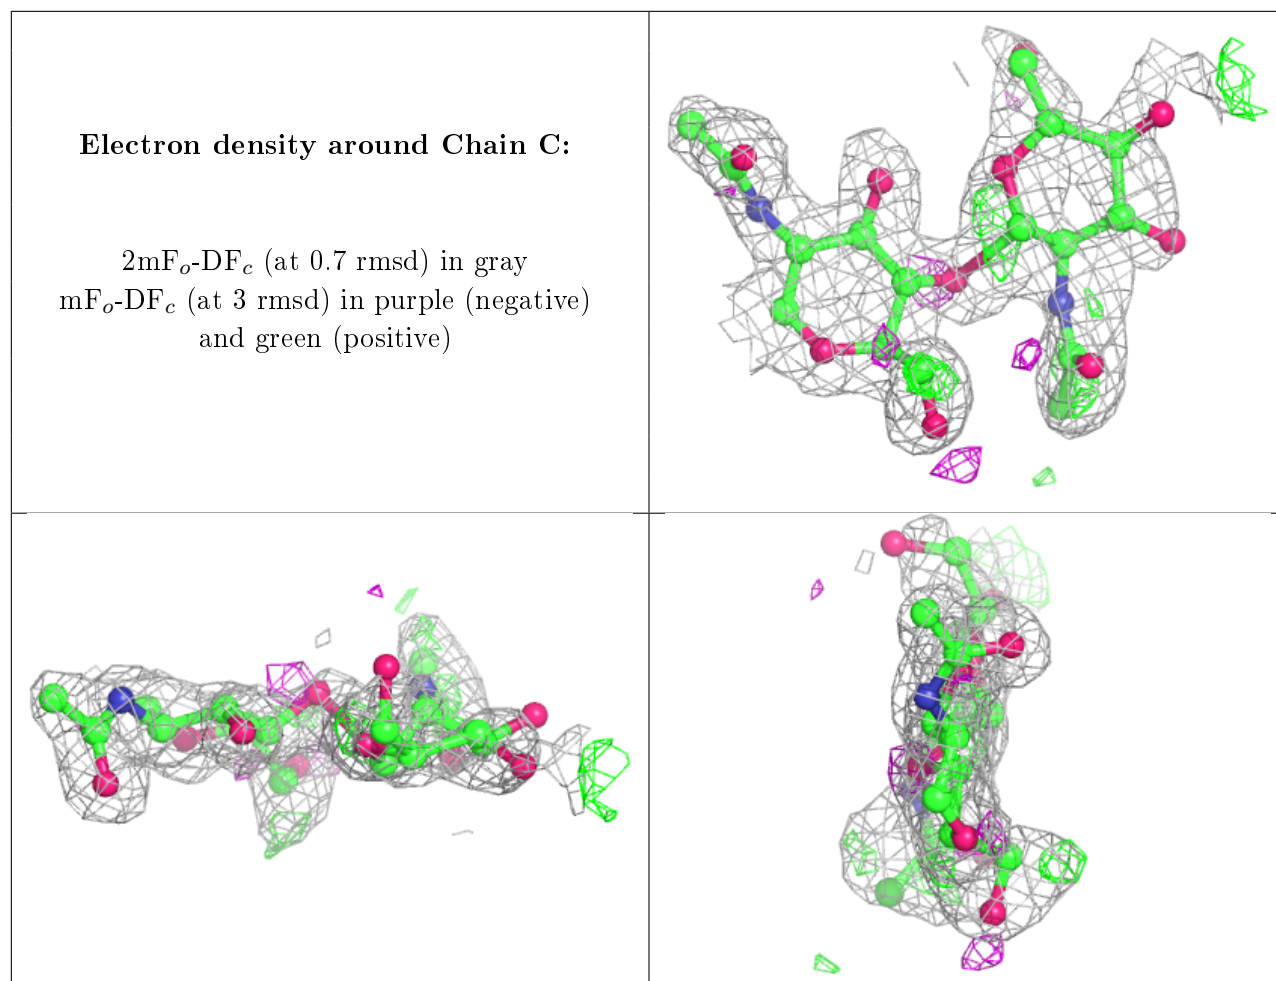 Electron density around Chain C:
2mFₒ-DF𝒸 (at 0.7 rmsd) in gray
mFₒ-DF𝒸 (at 3 rmsd) in purple (negative)
and green (positive)